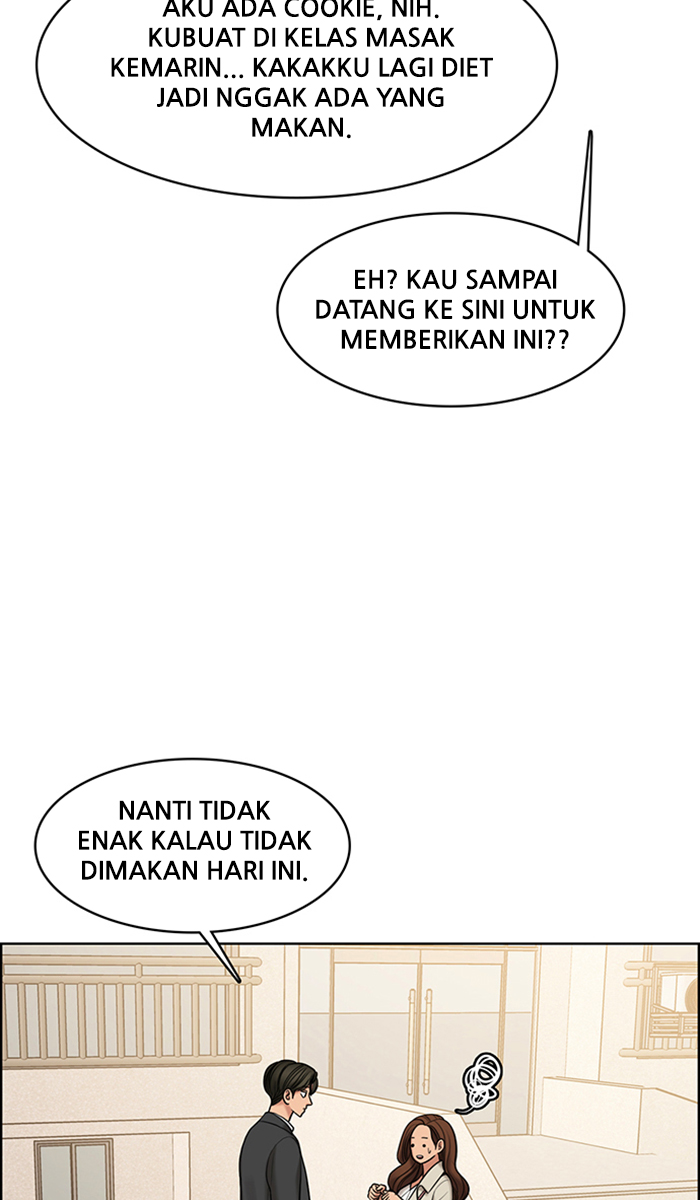 AKU ADA COOKIE, NIH.
KUBUAT DI KELAS MASAK
KEMARIN... KAKAKKU LAGI DIET
JADI NGGAK ADA YANG
MAKAN.
EH? KAU SAMPAI
DATANG KE SINI UNTUK
MEMBERIKAN INI??
NANTI TIDAK
ENAK KALAU TIDAK
DIMAKAN HARI INI.